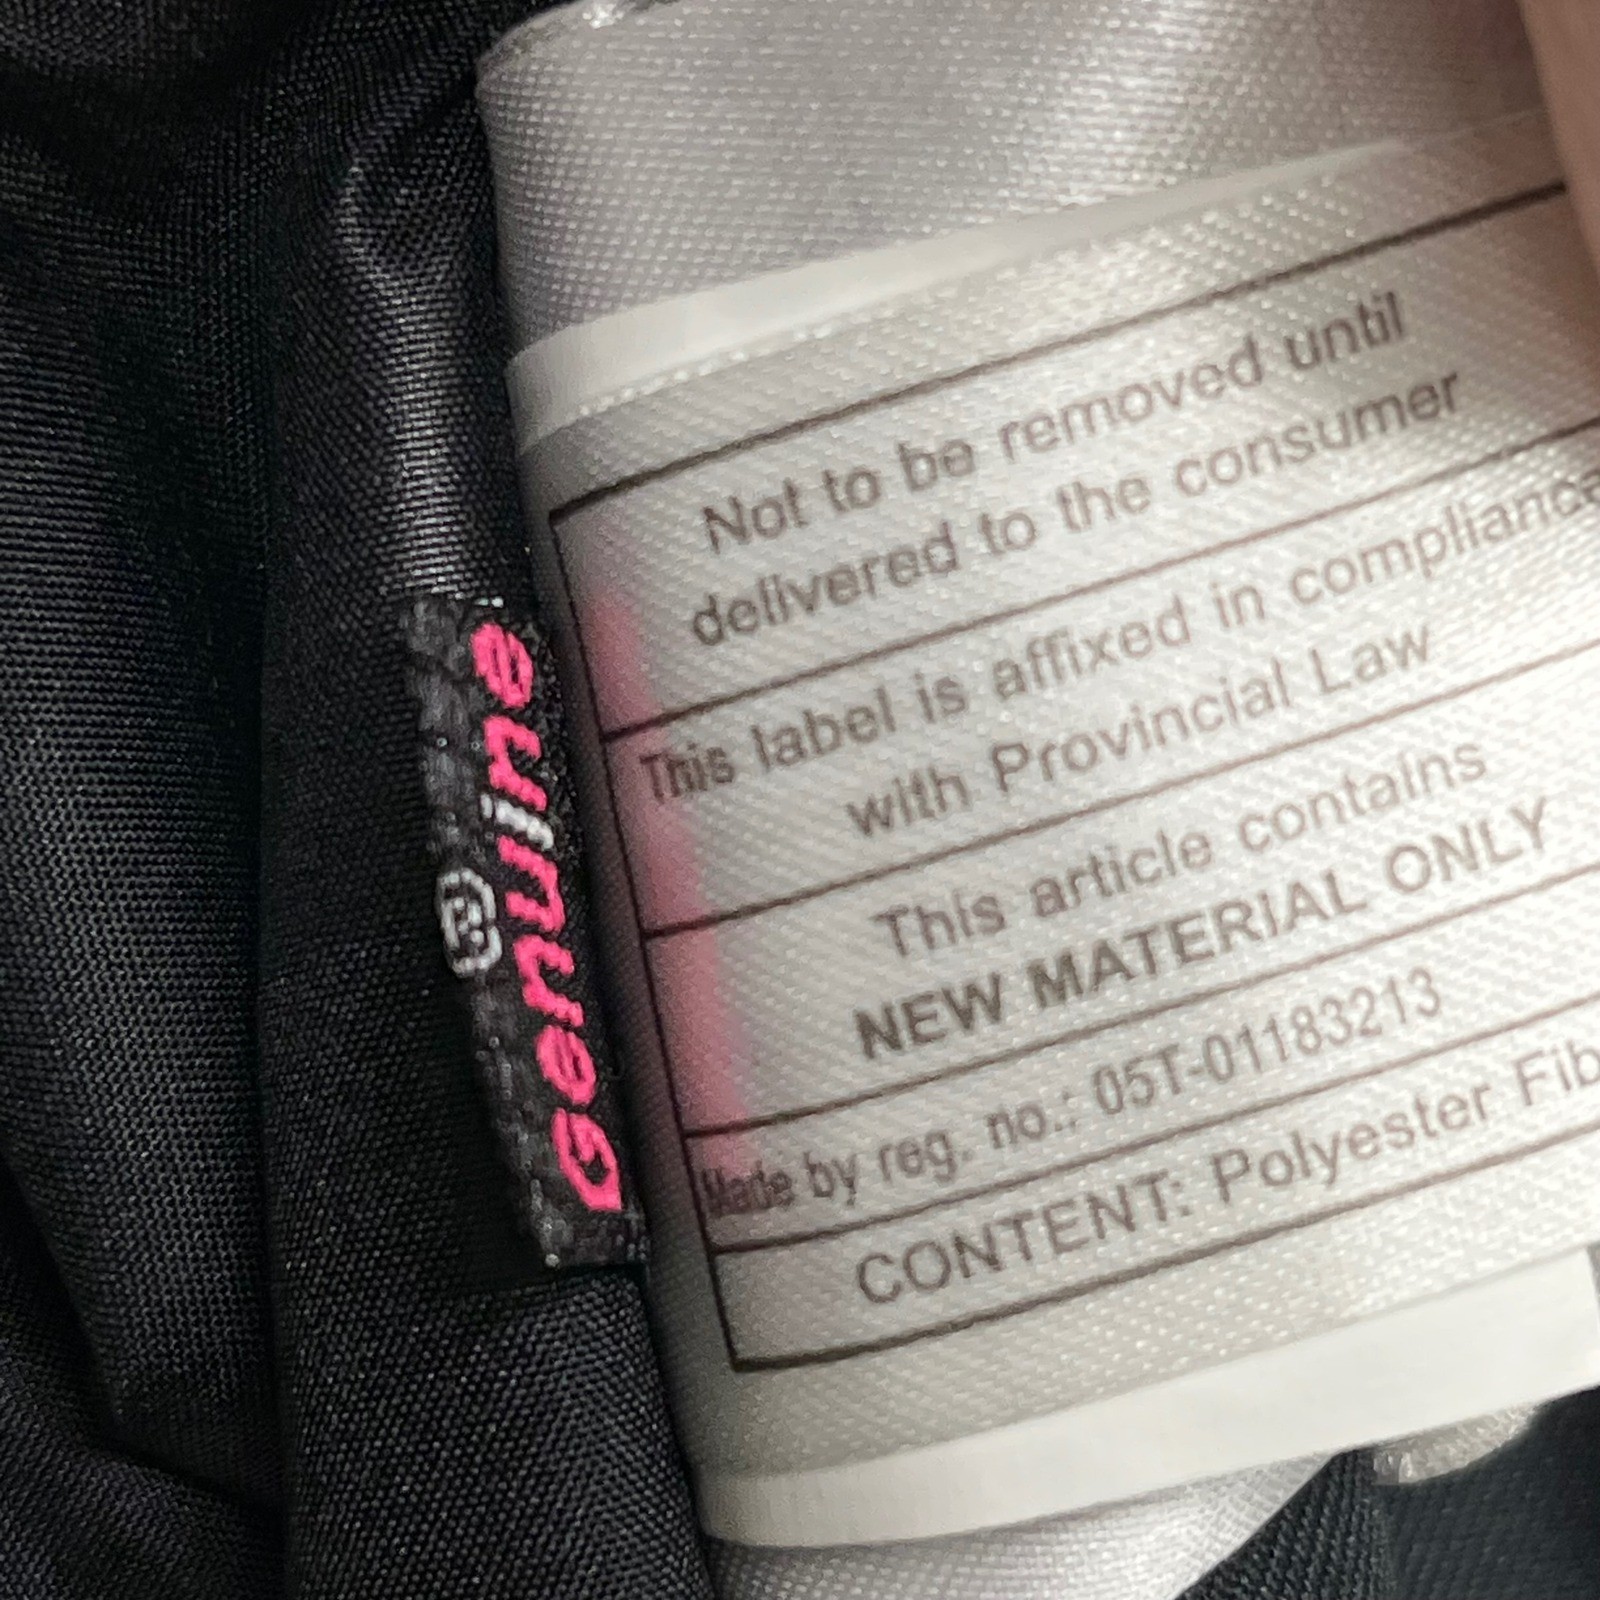 Genuine
®
Not to be removed until
delivered to the consumer
This label is affixed in compliance
with Provincial Law
This article contains
NEW MATERIAL ONLY
Made by reg. no.: 05T-01183213
CONTENT: Polyester Fib